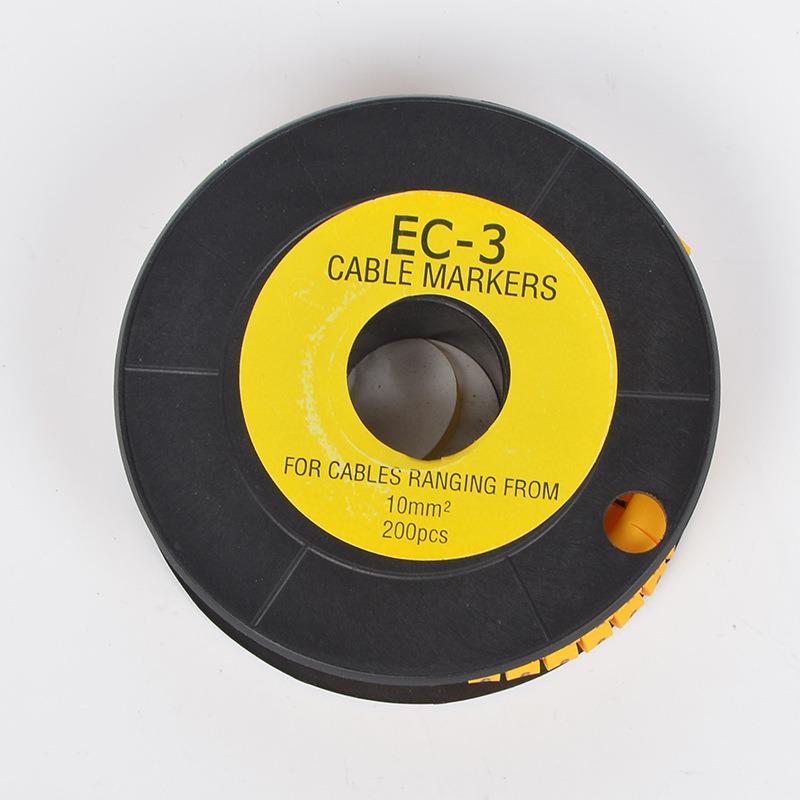 EC-3
CABLE MARKERS
FOR CABLES RANGING FROM
10mm²
200pcs